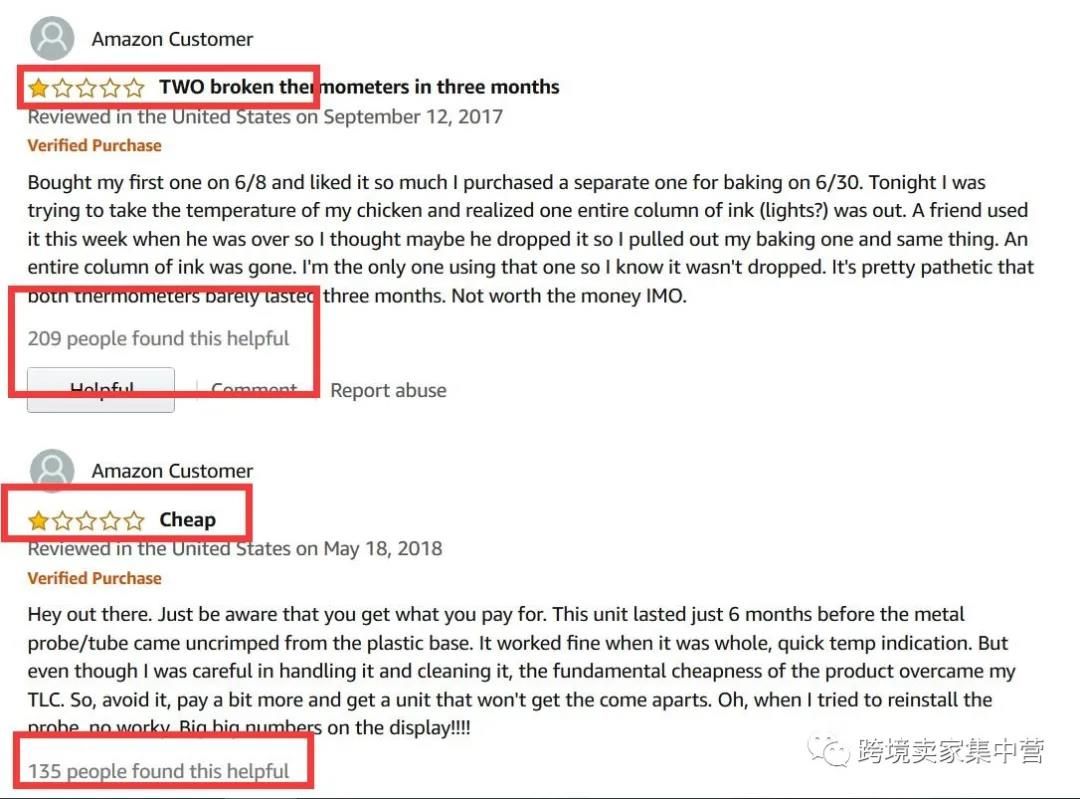 Amazon Customer
TWO broken thermometers in three months
Reviewed in the United States on September 12, 2017
Verified Purchase
Bought my first one on 6/8 and liked it so much I purchased a separate one for baking on 6/30. Tonight I was
trying to take the temperature of my chicken and realized one entire column of ink (lights?) was out. A friend used
it this week when he was over so I thought maybe he dropped it so I pulled out my baking one and same thing. An
entire column of ink was gone. I'm the only one using that one so I know it wasn't dropped. It's pretty pathetic that
both thermometers barely lasted three months. Not worth the money IMO.
209 people found this helpful
Helpful
Comment
Report abuse
Amazon Customer
Cheap
Reviewed in the United States on May 18, 2018
Verified Purchase
Hey out there. Just be aware that you get what you pay for. This unit lasted just 6 months before the metal
probe/tube came uncrimped from the plastic base. It worked fine when it was whole, quick temp indication. But
even though I was careful in handling it and cleaning it, the fundamental cheapness of the product overcame my
TLC. So, avoid it, pay a bit more and get a unit that won't get the come aparts. Oh, when I tried to reinstall the
probe, no worky. Big big numbers on the display!!!!
135 people found this helpful
跨境卖家集中营